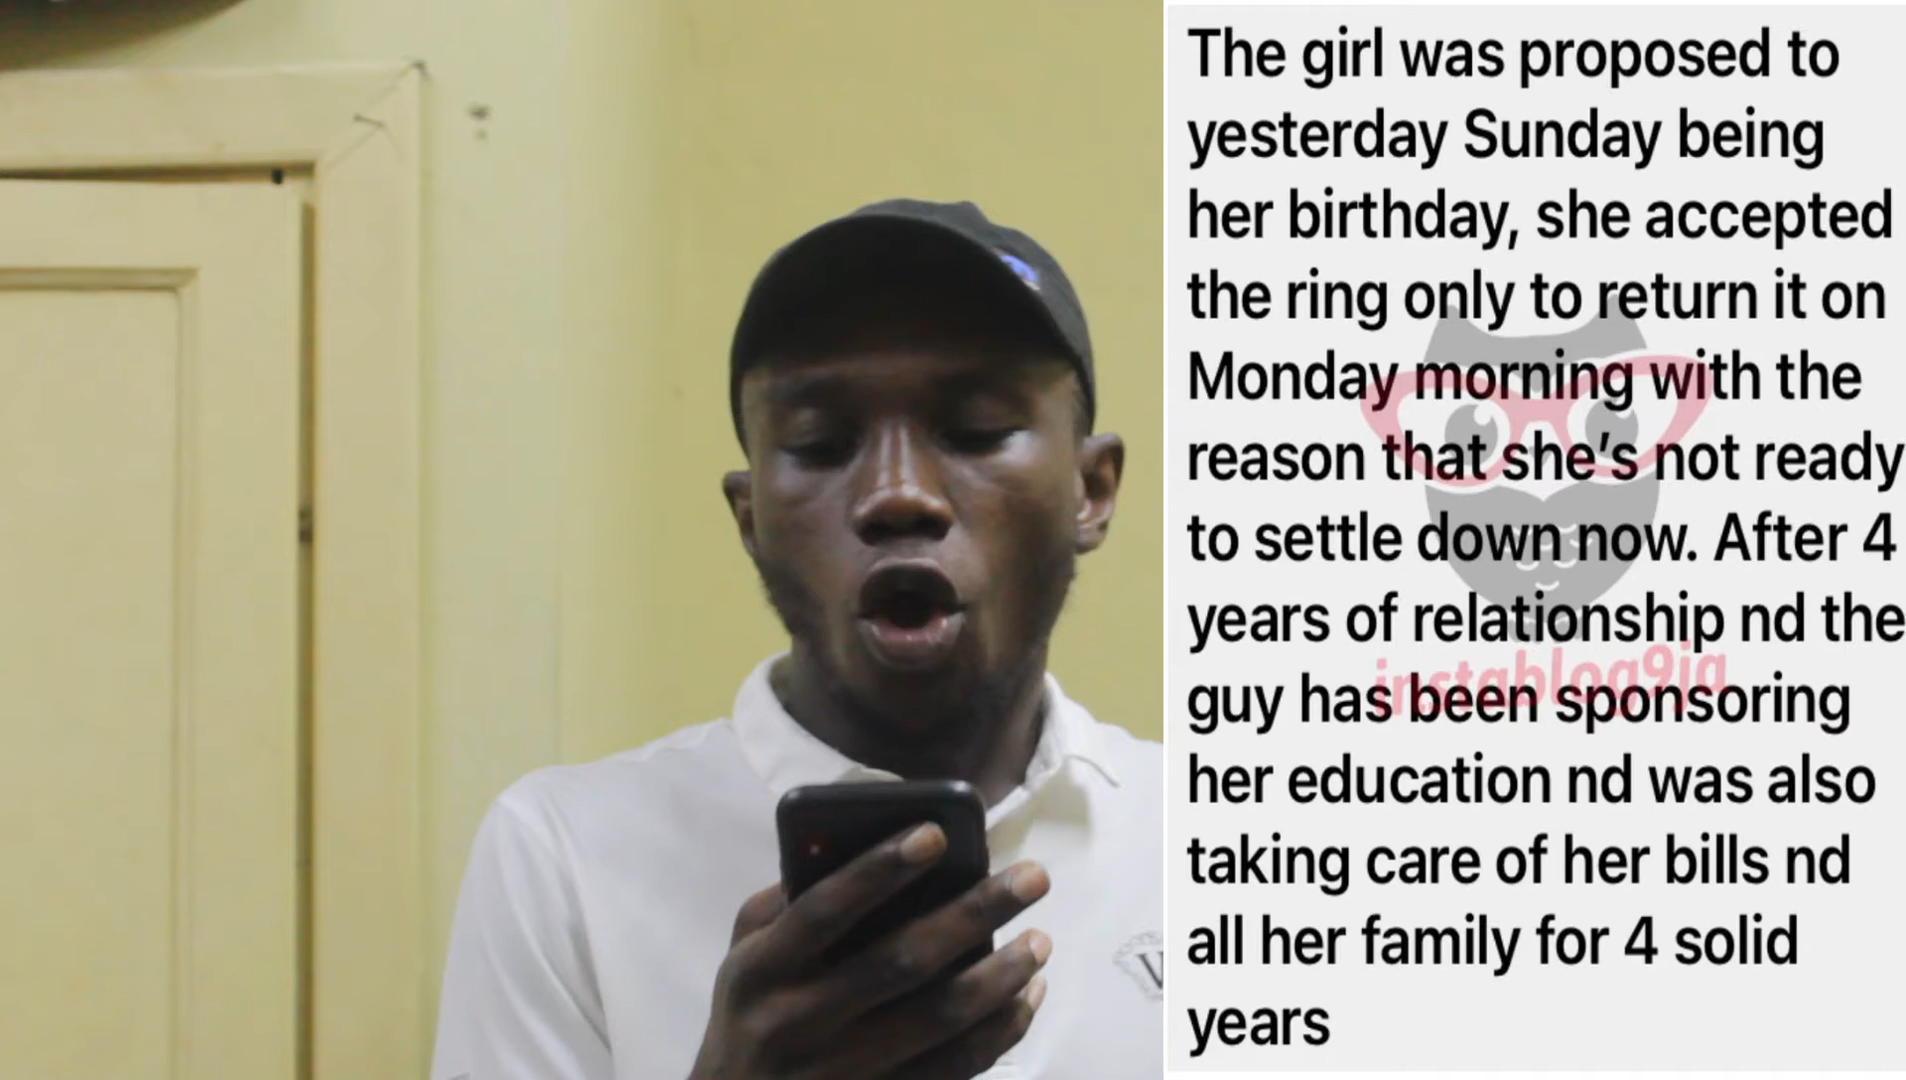 The girl was proposed to
yesterday Sunday being
her birthday, she accepted
the ring only to return it on
Monday morning with the
reason that she's not ready
to settle down now. After 4
years of relationship nd the
guy has been sponsoring
her education nd was also
taking care of her bills nd
all her family for 4 solid
years
instablog9ja